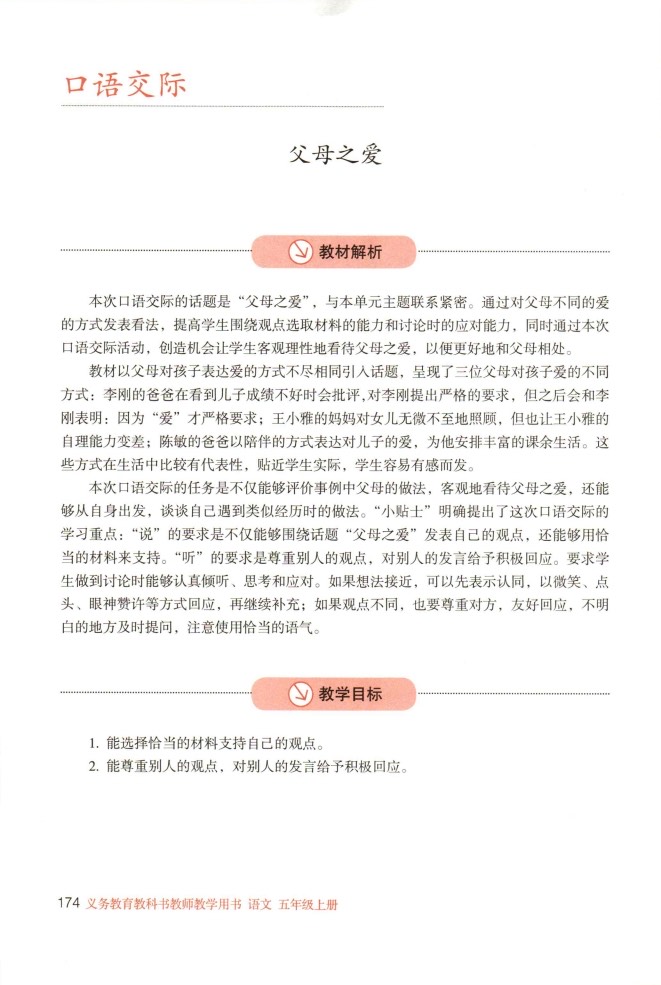 口语交际
父母之爱
教材解析
本次口语交际的话题是“父母之爱”，与本单元主题联系紧密。通过对父母不同的爱
的方式发表看法，提高学生围绕观点选取材料的能力和讨论时的应对能力，同时通过本次
口语交际活动，创造机会让学生客观理性地看待父母之爱，以便更好地和父母相处。
教材以父母对孩子表达爱的方式不尽相同引入话题，呈现了三位父母对孩子爱的不同
方式：李刚的爸爸在看到儿子成绩不好时会批评，对李刚提出严格的要求，但之后会和李
刚表明：因为“爱”才严格要求；王小雅的妈妈对女儿无微不至地照顾，但也让王小雅的
自理能力变差；陈敏的爸爸以陪伴的方式表达对儿子的爱，为他安排丰富的课余生活。这
些方式在生活中比较有代表性，贴近学生实际，学生容易有感而发。
本次口语交际的任务是不仅能够评价事例中父母的做法，客观地看待父母之爱，还能
够从自身出发，谈谈自己遇到类似经历时的做法。“小贴士”明确提出了这次口语交际的
学习重点：“说”的要求是不仅能够围绕话题“父母之爱”发表自己的观点，还能够用恰
当的材料来支持。“听”的要求是尊重别人的观点，对别人的发言给予积极回应。要求学
生做到讨论时能够认真倾听、思考和应对。如果想法接近，可以先表示认同，以微笑、点
头、眼神赞许等方式回应，再继续补充；如果观点不同，也要尊重对方，友好回应，不明
白的地方及时提问，注意使用恰当的语气。
教学目标
1. 能选择恰当的材料支持自己的观点。
2. 能尊重别人的观点，对别人的发言给予积极回应。
174 义务教育教科书教师教学用书 语文 五年级上册